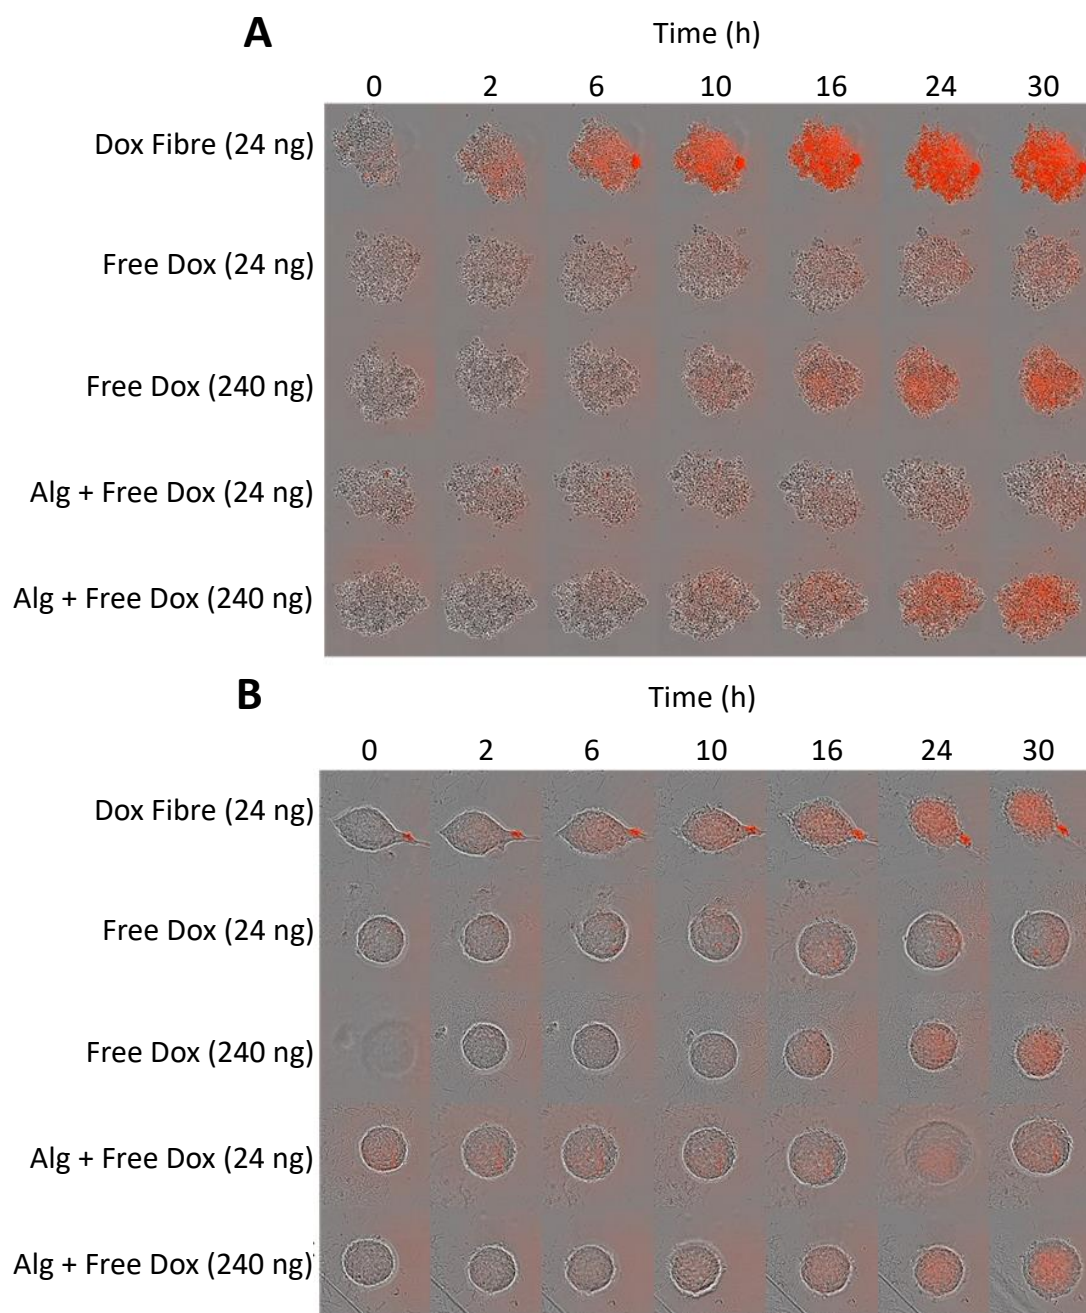 A
Time (h)
0 2 6 10 16 24 30
Dox Fibre (24 ng)
Free Dox (24 ng)
Free Dox (240 ng)
Alg + Free Dox (24 ng)
Alg + Free Dox (240 ng)
B
Time (h)
0 2 6 10 16 24 30
Dox Fibre (24 ng)
Free Dox (24 ng)
Free Dox (240 ng)
Alg + Free Dox (24 ng)
Alg + Free Dox (240 ng)